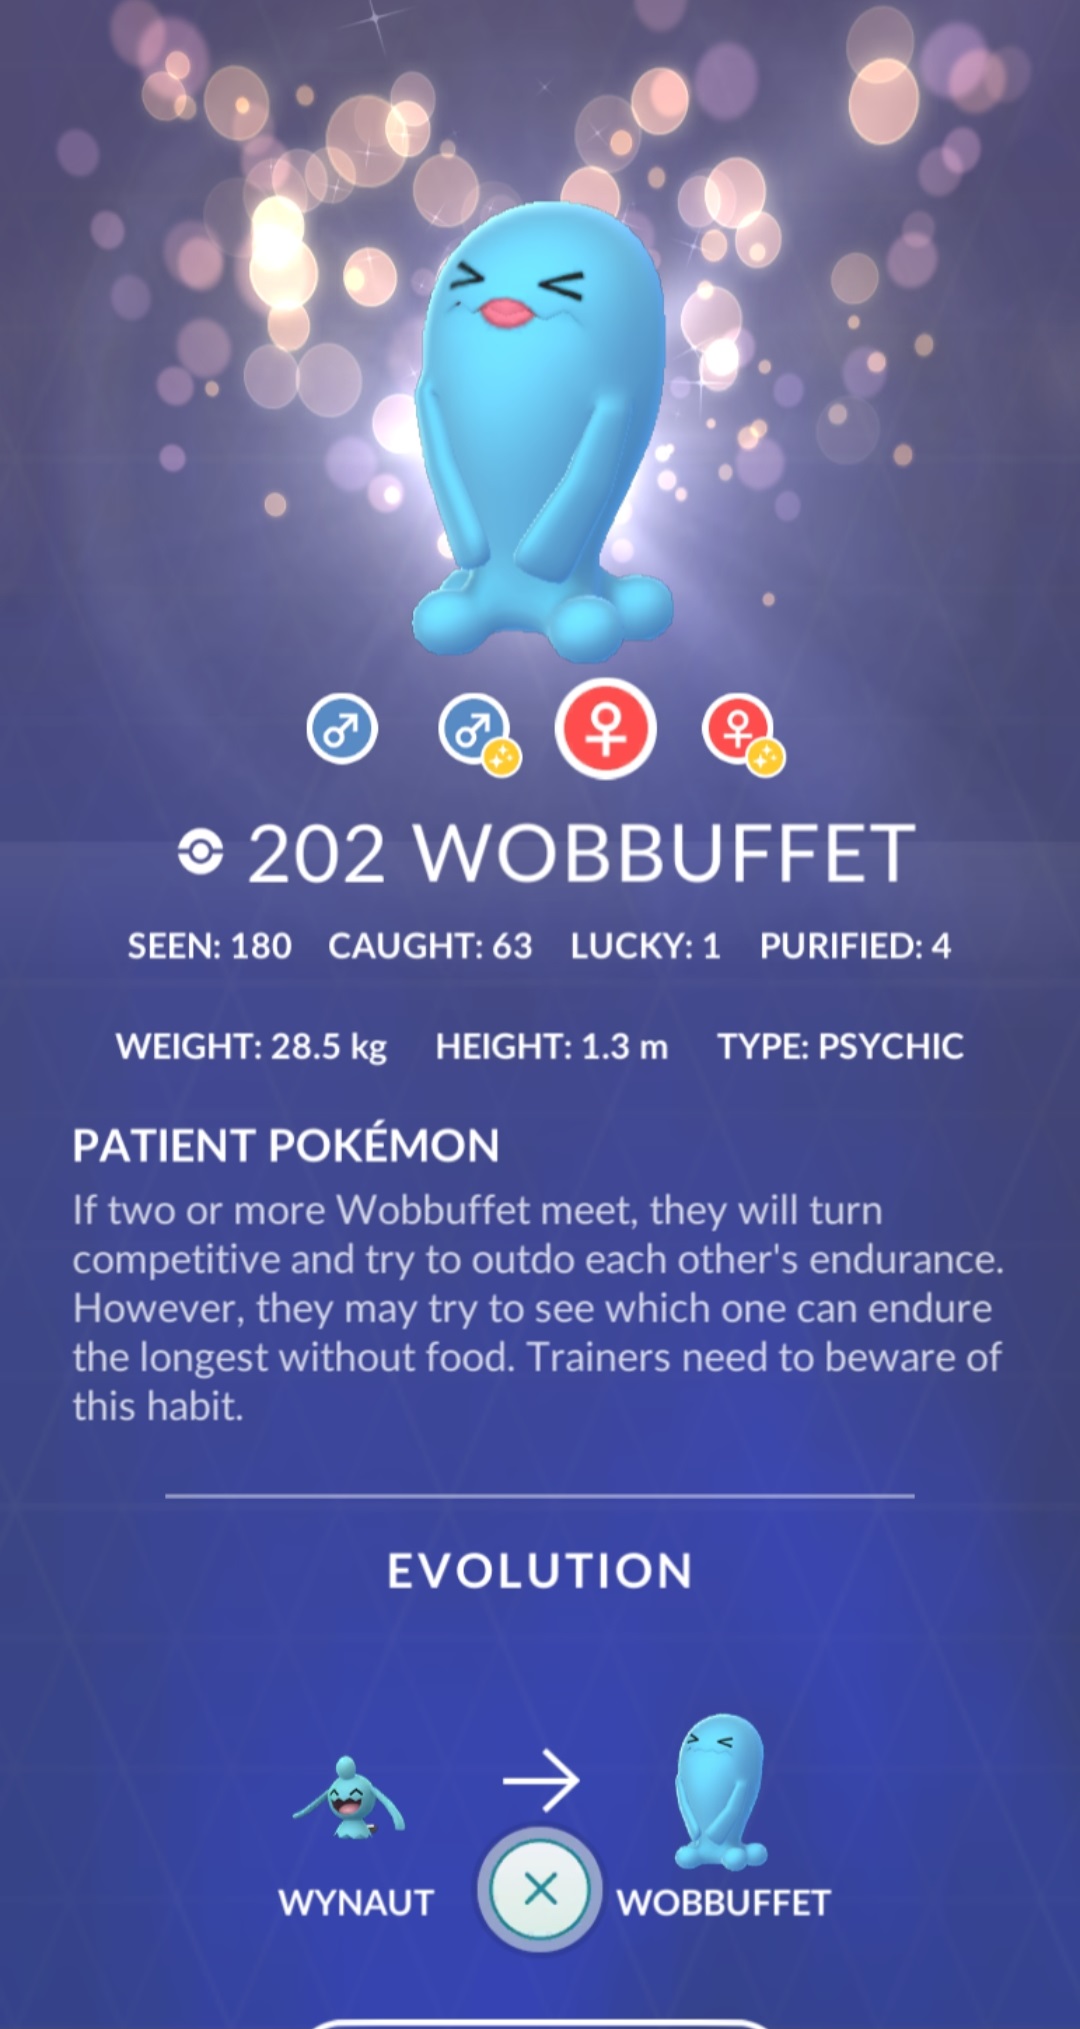 202 WOBBUFFET
SEEN: 180 CAUGHT: 63 LUCKY: 1 PURIFIED: 4
WEIGHT: 28.5 kg HEIGHT: 1.3 m TYPE: PSYCHIC
PATIENT POKÉMON
If two or more Wobbuffet meet, they will turn
competitive and try to outdo each other's endurance.
However, they may try to see which one can endure
the longest without food. Trainers need to beware of
this habit.
EVOLUTION
WYNAUT WOBBUFFET